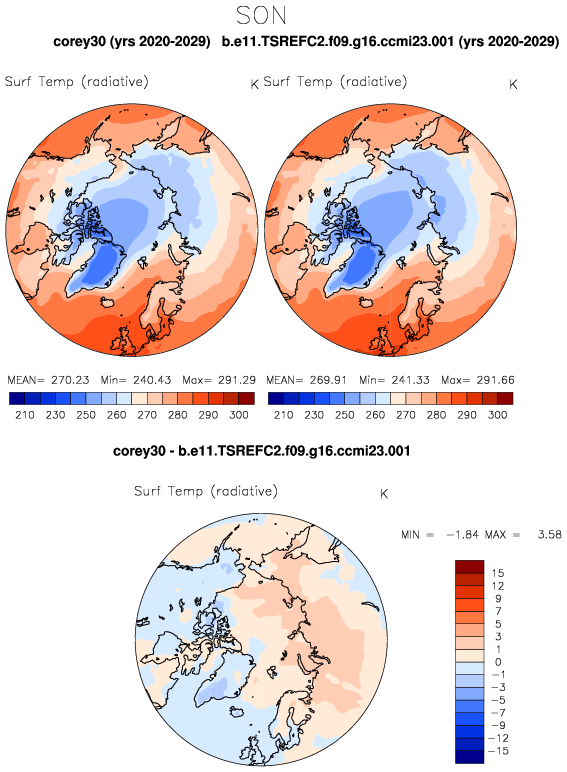 SON
corey30 (yrs 2020-2029) b.e11.TSREFC2.f09.g16.ccmi23.001 (yrs 2020-2029)
Surf Temp (radiative) K Surf Temp (radiative) K
MEAN= 270.23 Min= 240.43 Max= 291.29 MEAN= 269.91 Min= 241.33 Max= 291.66
210 230 250 260 270 280 290 300 210 230 250 260 270 280 290 300
corey30 - b.e11.TSREFC2.f09.g16.ccmi23.001
Surf Temp (radiative) K
MIN = -1.84 MAX = 3.58
15
12
9
7
5
3
1
0
-1
-3
-5
-7
-9
-12
-15